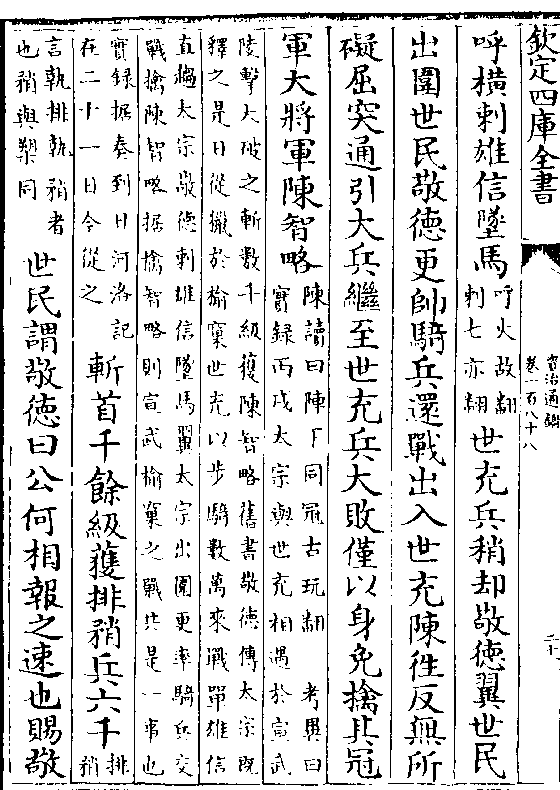 欽定四庫全書
資治通鑑
卷一百八十八
呼橫刺雄信墜馬
呼火故翻
刺七亦翻
世充兵稍却敬德翼世民
出圍世民敬德更帥騎兵還戰出入世充陳徃反無所
礙屈突通引大兵繼至世充兵大敗僅以身免擒其冠
軍大將軍陳智略
陳讀曰陣下同冠古玩翻 考異曰
實録丙戌太宗與世充相遇於宣武
陵擊大破之斬數千級獲陳智略舊書敬德傳太宗既
釋之是日從獵於榆窠世充以步騎數萬來戰單雄信
直趨太宗敬德刺雄信墜馬翼太宗出圍更率騎兵交
戰擒陳智略据擒智略則宣武榆窠之戰共是一事也
實録据奏到日河洛記
在二十一日今從之
斬首千餘級獲排矟兵六千
排
矟
言執排執矟者
也矟與槊同
世民謂敬德曰公何相報之速也賜敬